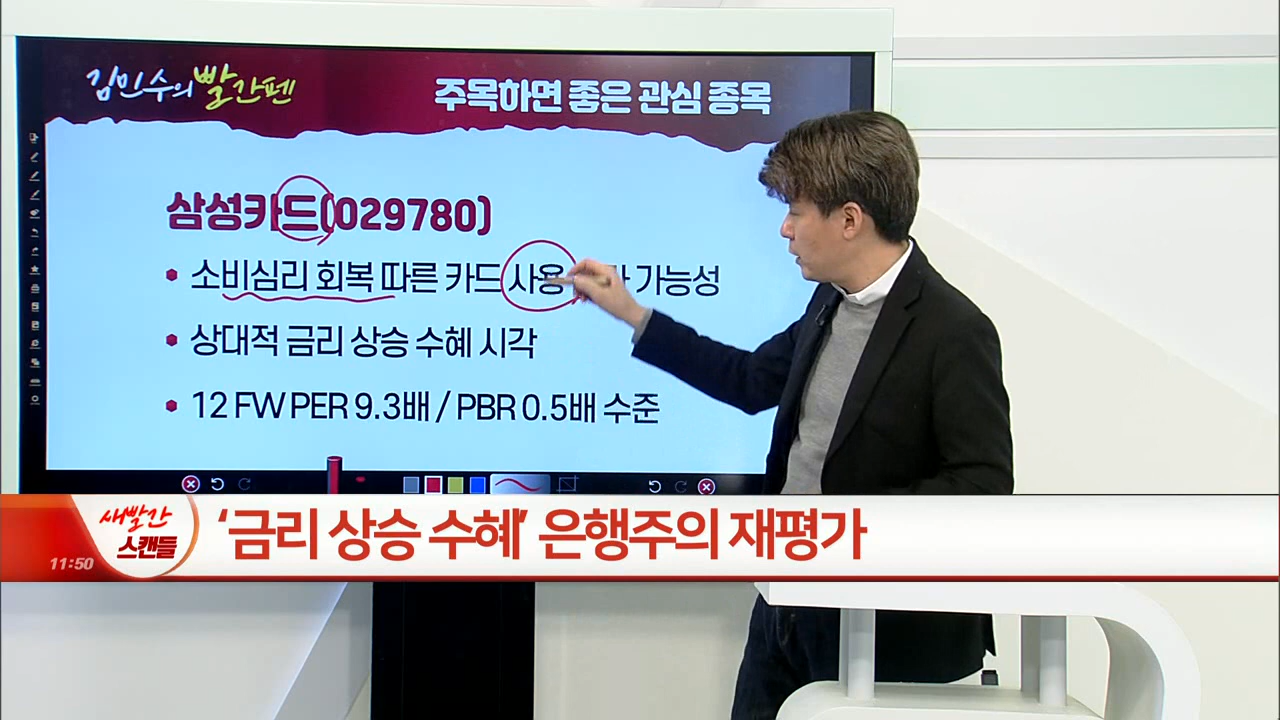 김민수의 빨간펜
주목하면 좋은 관심 종목
삼성카드(029780)
• 소비심리 회복 따른 카드 사용 가능성
• 상대적 금리 상승 수혜 시각
• 12 FW PER 9.3배 / PBR 0.5배 수준
새빨간
스캔들
11:50
‘금리 상승 수혜’ 은행주의 재평가